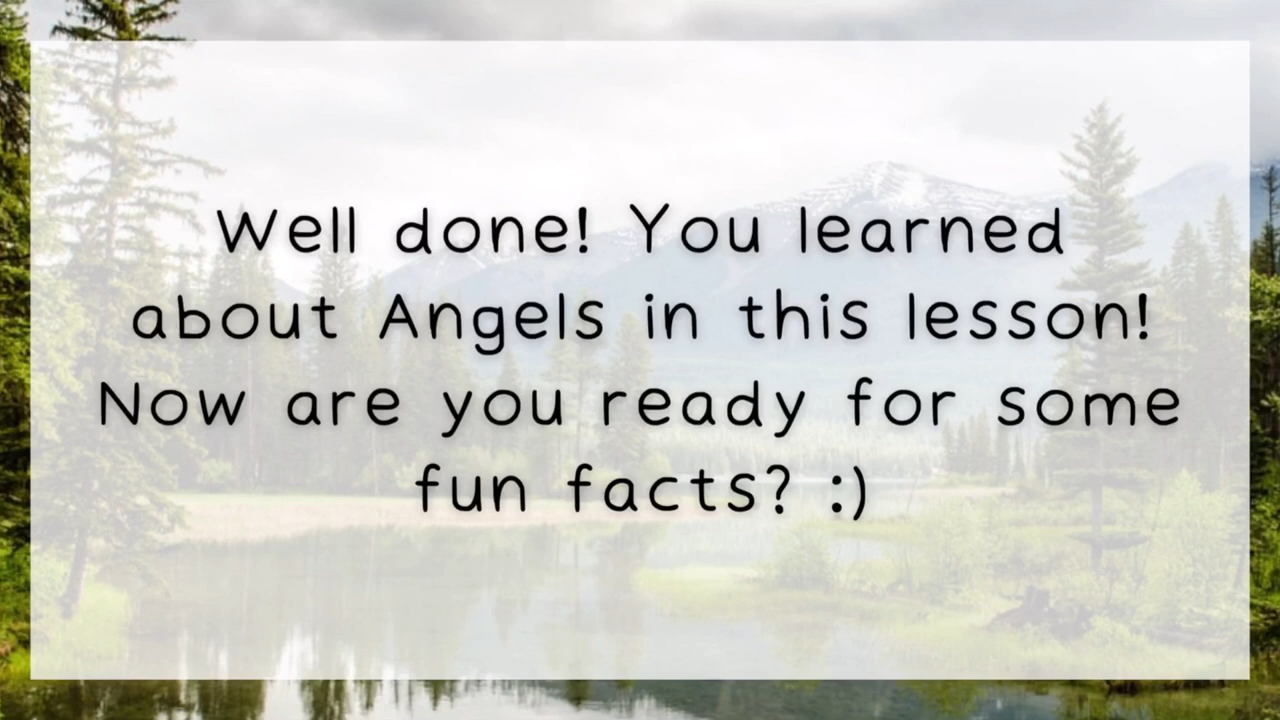 Well done! You learned
about Angels in this lesson!
Now are you ready for some
fun facts? :)